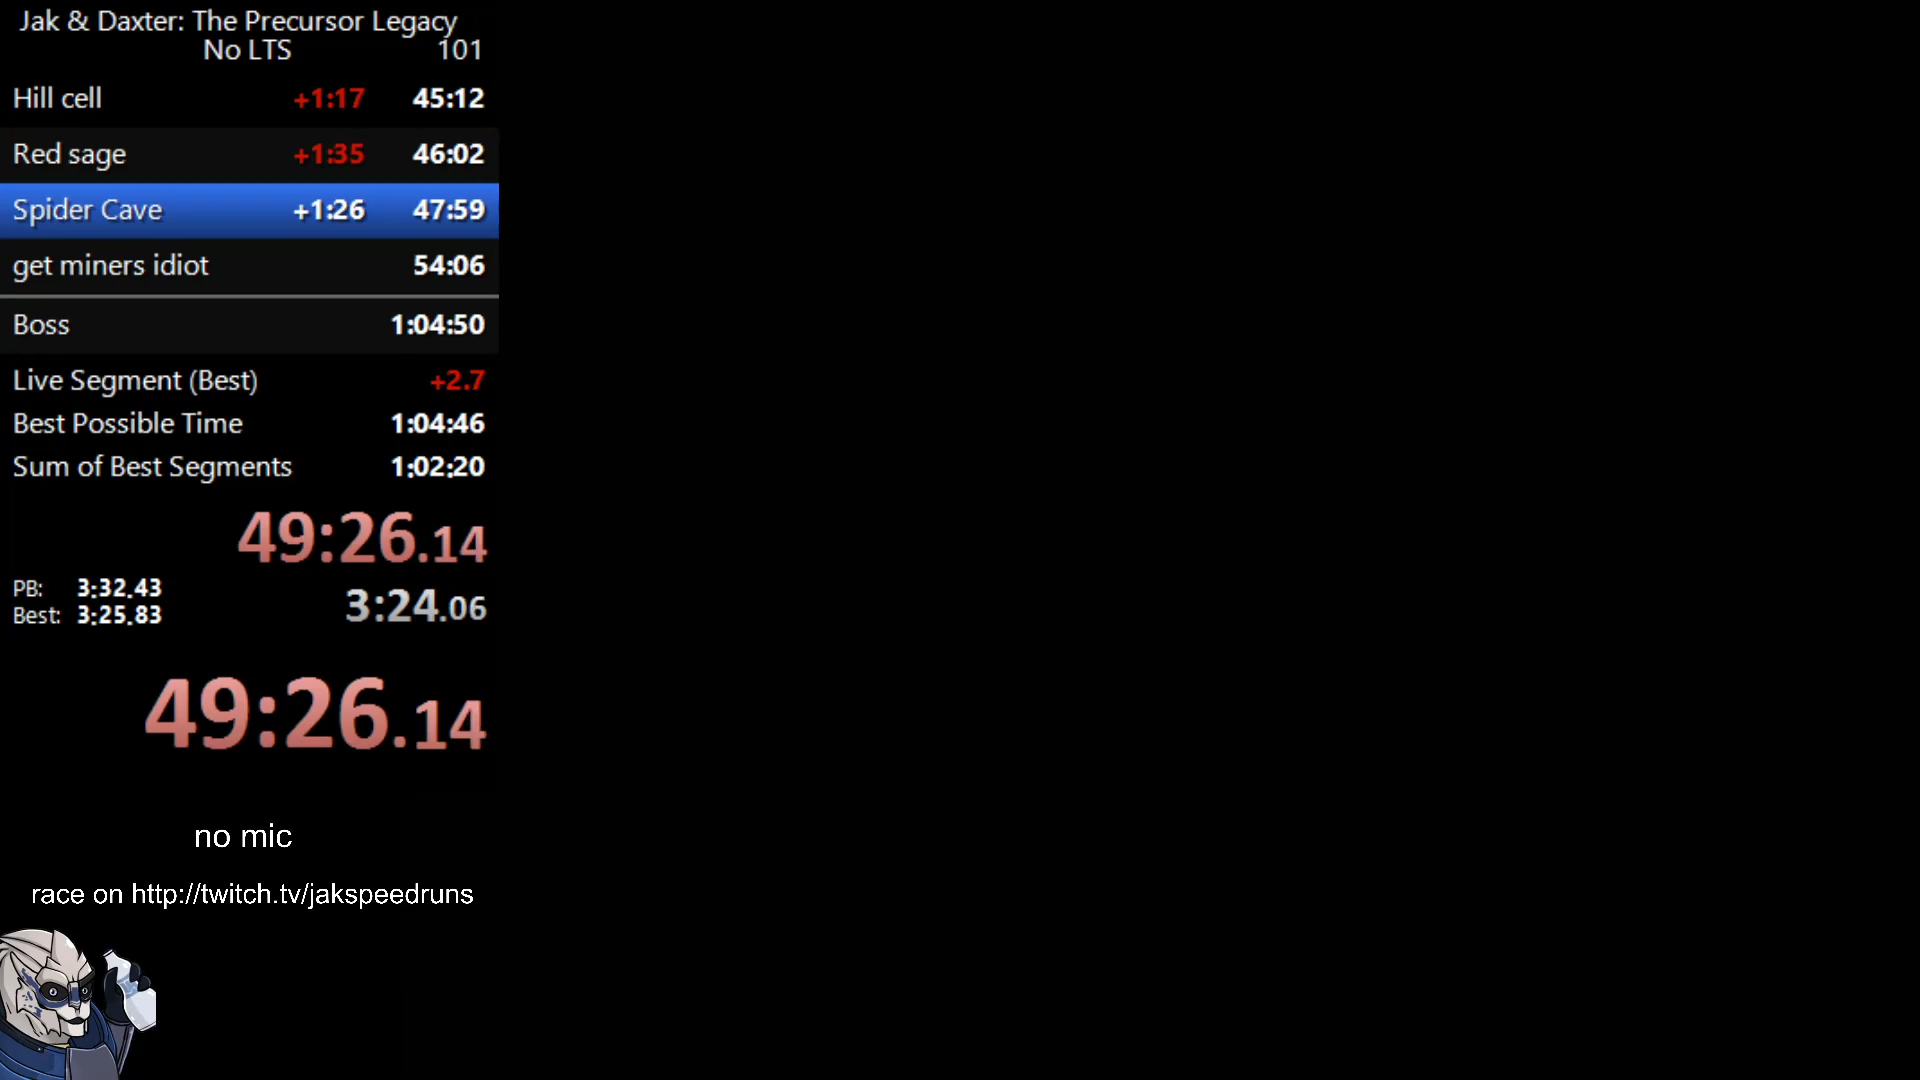 Jak & Daxter: The Precursor Legacy
No LTS 101
Hill cell +1:17 45:12
Red sage +1:35 46:02
Spider Cave +1:26 47:59
get miners idiot 54:06
Boss 1:04:50
Live Segment (Best) +2.7
Best Possible Time 1:04:46
Sum of Best Segments 1:02:20
49:26.14
PB: 3:32.43
Best: 3:25.83
3:24.06
49:26.14
no mic
race on http://twitch.tv/jakspeedruns